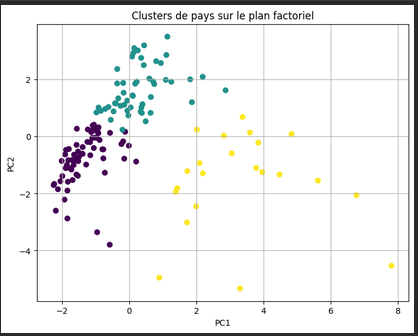 Clusters de pays sur le plan factoriel
PC2
2
0
−2
−4
−2 0 2 4 6 8
PC1